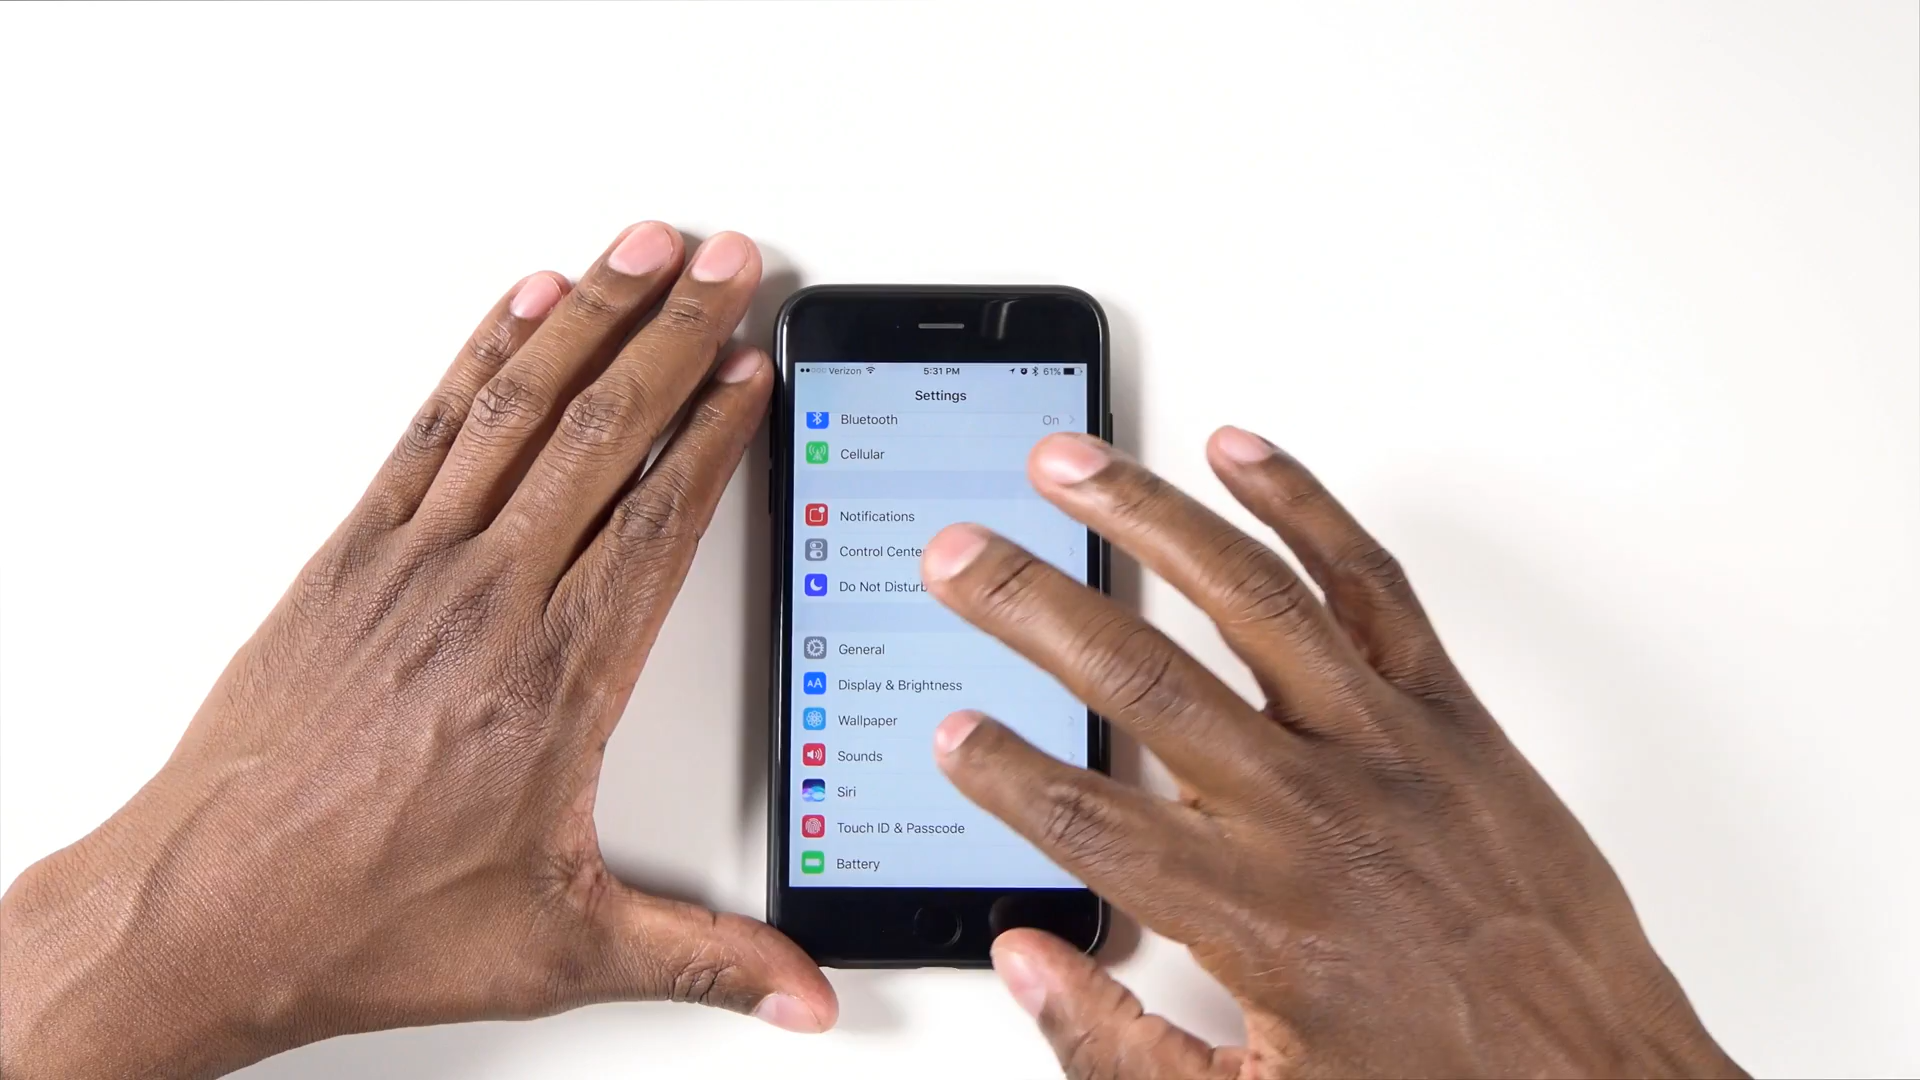 Verizon 5:31 PM 61%
Settings
Bluetooth On
Cellular
Notifications
Control Cente
Do Not Disturb
General
Display & Brightness
AA
Wallpaper
Sounds
Siri
Touch ID & Passcode
Battery